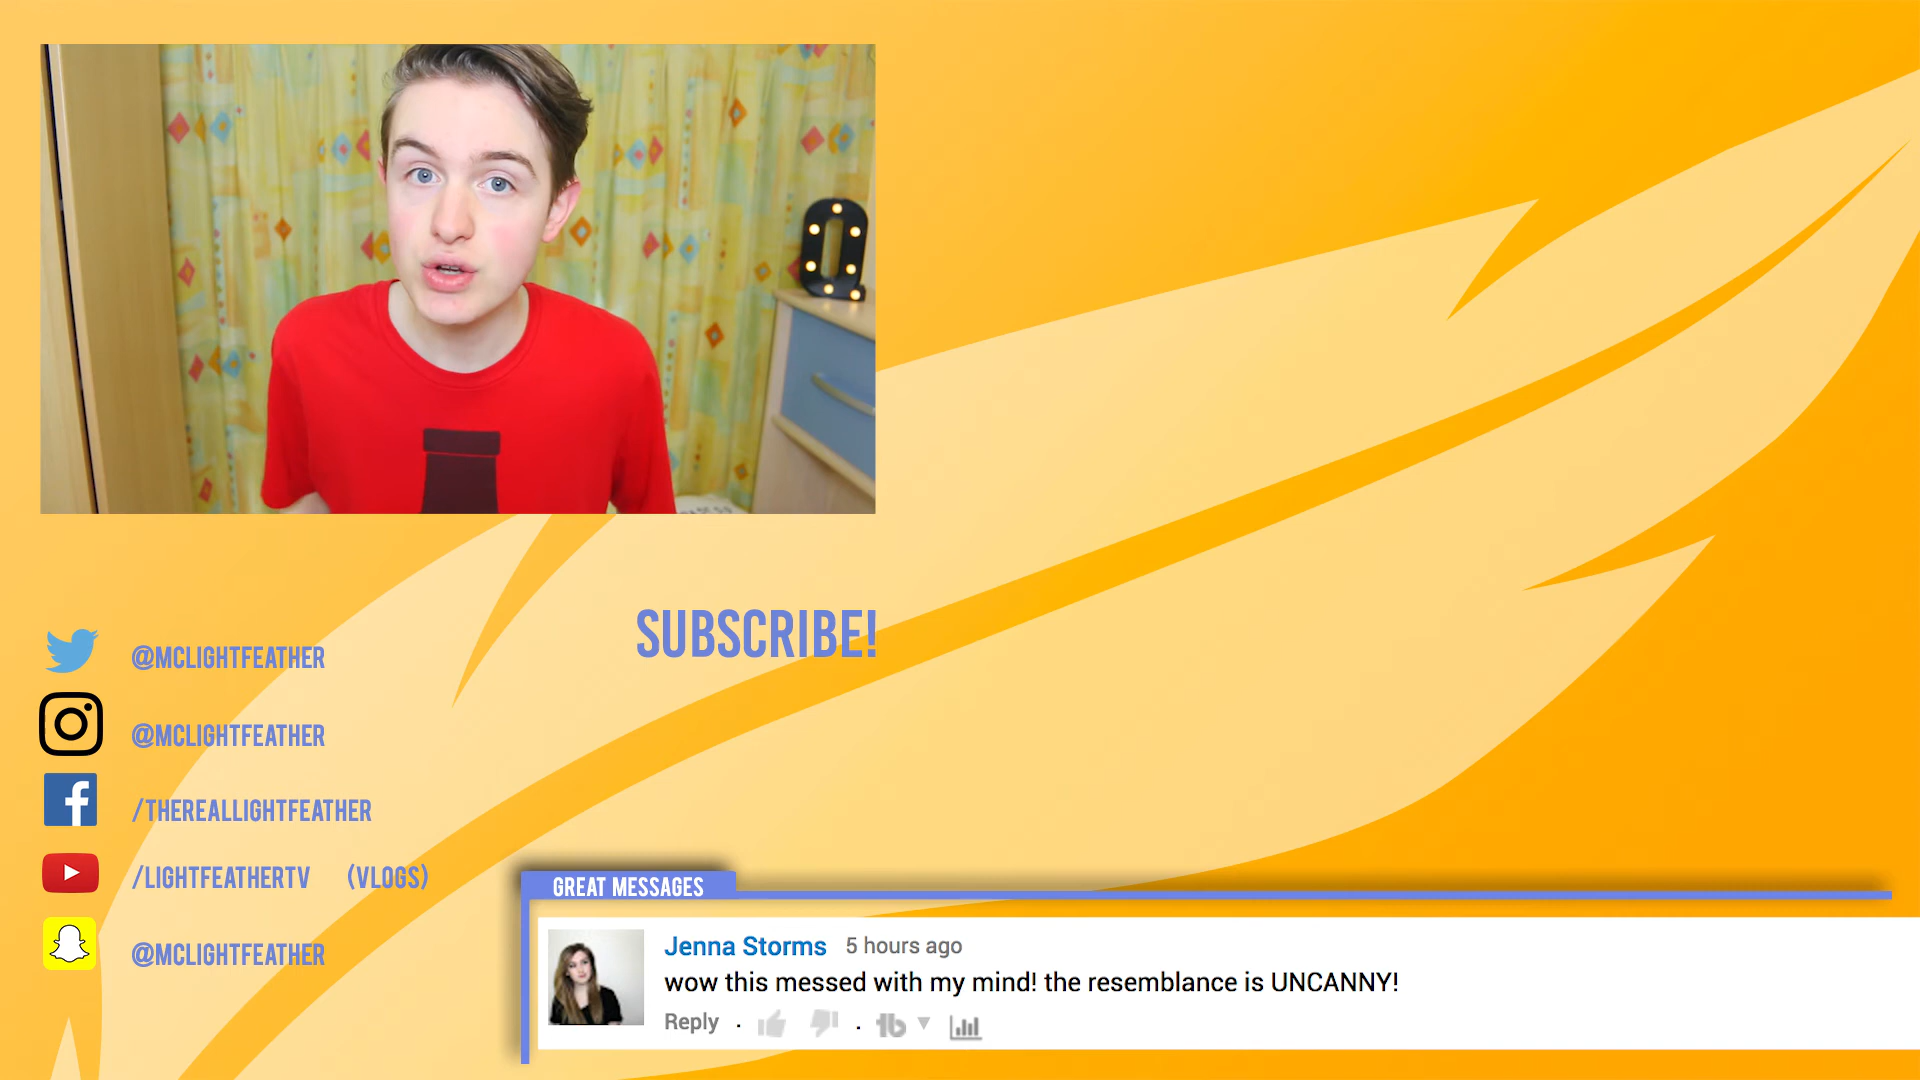 SUBSCRIBE!
@MCLIGHTFEATHER
@MCLIGHTFEATHER
/THEREALLIGHTFEATHER
/LIGHTFEATHERTV (VLOGS)
@MCLIGHTFEATHER
GREAT MESSAGES
Jenna Storms 5 hours ago
wow this messed with my mind! the resemblance is UNCANNY!
Reply